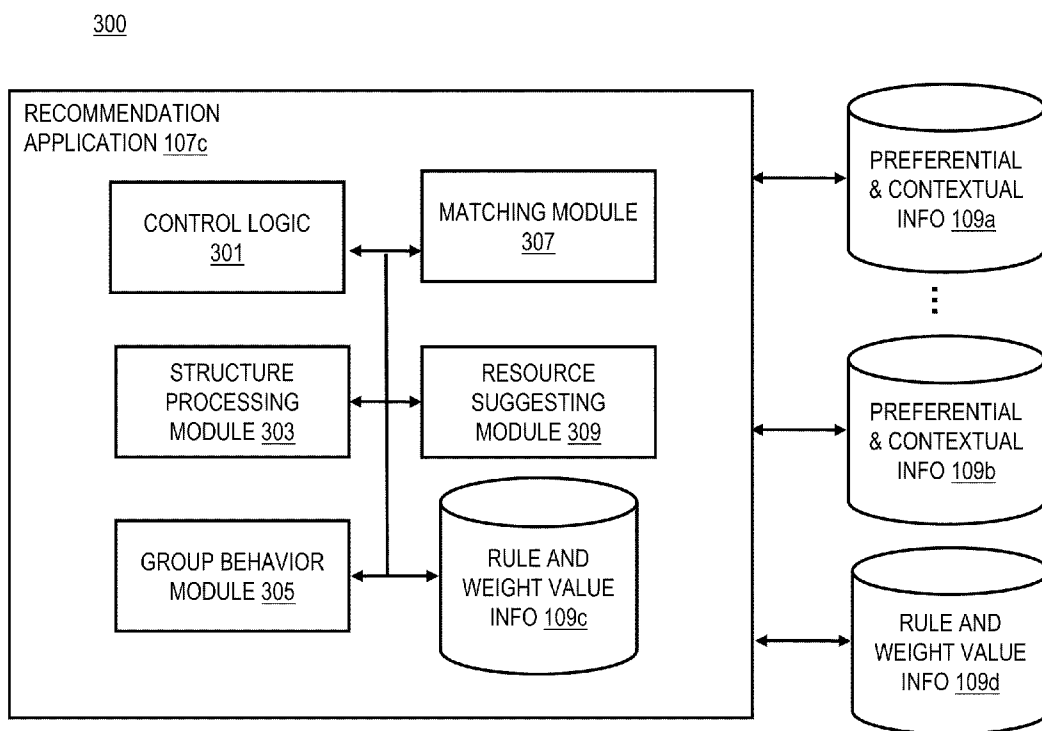 300
RECOMMENDATION
APPLICATION 107c
CONTROL LOGIC
301
MATCHING MODULE
307
STRUCTURE
PROCESSING
MODULE 303
RESOURCE
SUGGESTING
MODULE 309
GROUP BEHAVIOR
MODULE 305
RULE AND
WEIGHT VALUE
INFO 109c
PREFERENTIAL
& CONTEXTUAL
INFO 109a
PREFERENTIAL
& CONTEXTUAL
INFO 109b
RULE AND
WEIGHT VALUE
INFO 109d